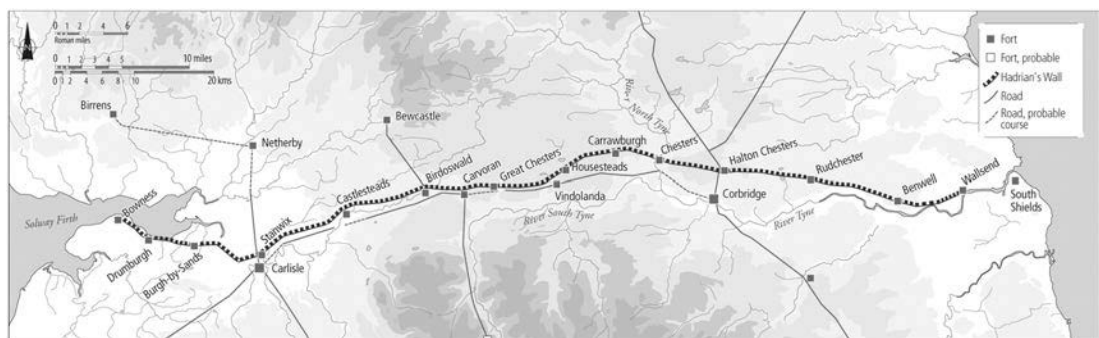 0 1 2 4 6
Roman miles
0 1 2 3 4 5 10 miles
0 1 2 4 6 8 10 20 kms
Fort
Fort, probable
Hadrian's Wall
Road
Road, probable course
Birrens
Netherby
Bewcastle
River North Tyne
Carrawburgh
Chesters
Halton Chesters
Rudchester
Benwell
Wallsend
South Shields
Housesteads
Great Chesters
Carvoran
Birdoswald
Castlesteads
Vindolanda
Corbridge
River South Tyne
River Tyne
Solway Firth
Bowness
Stanwix
Drumburgh
Burgh-by-Sands
Carlisle